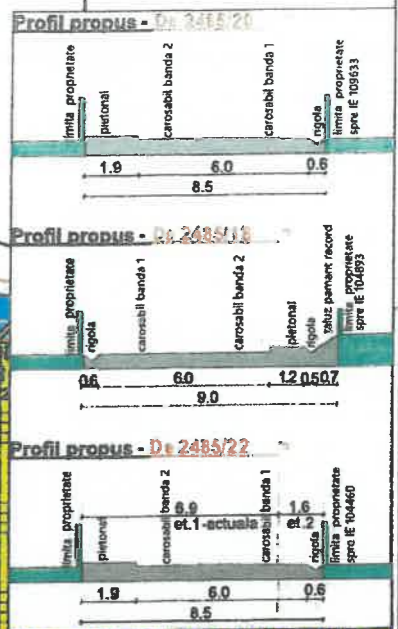 Profil propus - De 2485/20
limita proprietate
pietonal
carosabil banda 2
carosabil banda 1
rigola
limita proprietate
spre IE 109633
1.9 6.0 0.6
8.5
Profil propus - De 2485/18
limita proprietate
rigola
carosabil banda 1
carosabil banda 2
pietonal
rigola
taluz pamant record
limita proprietate
spre IE 104893
0.6 6.0 1.2 0.5 0.7
9.0
Profil propus - De 2485/22
limita proprietate
pietonal
carosabil banda 2
carosabil banda 1
rigola
limita proprietate
spre IE 104460
6.9 1.6
et.1-actuala et.2
1.9 6.0 0.6
8.5